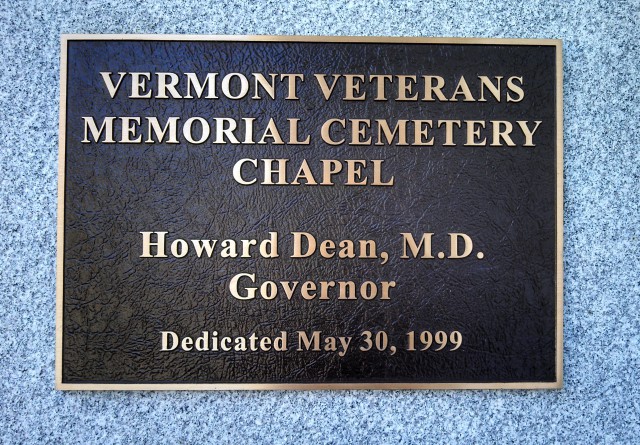 VERMONT VETERANS
MEMORIAL CEMETERY
CHAPEL
Howard Dean, M.D.
Governor
Dedicated May 30, 1999